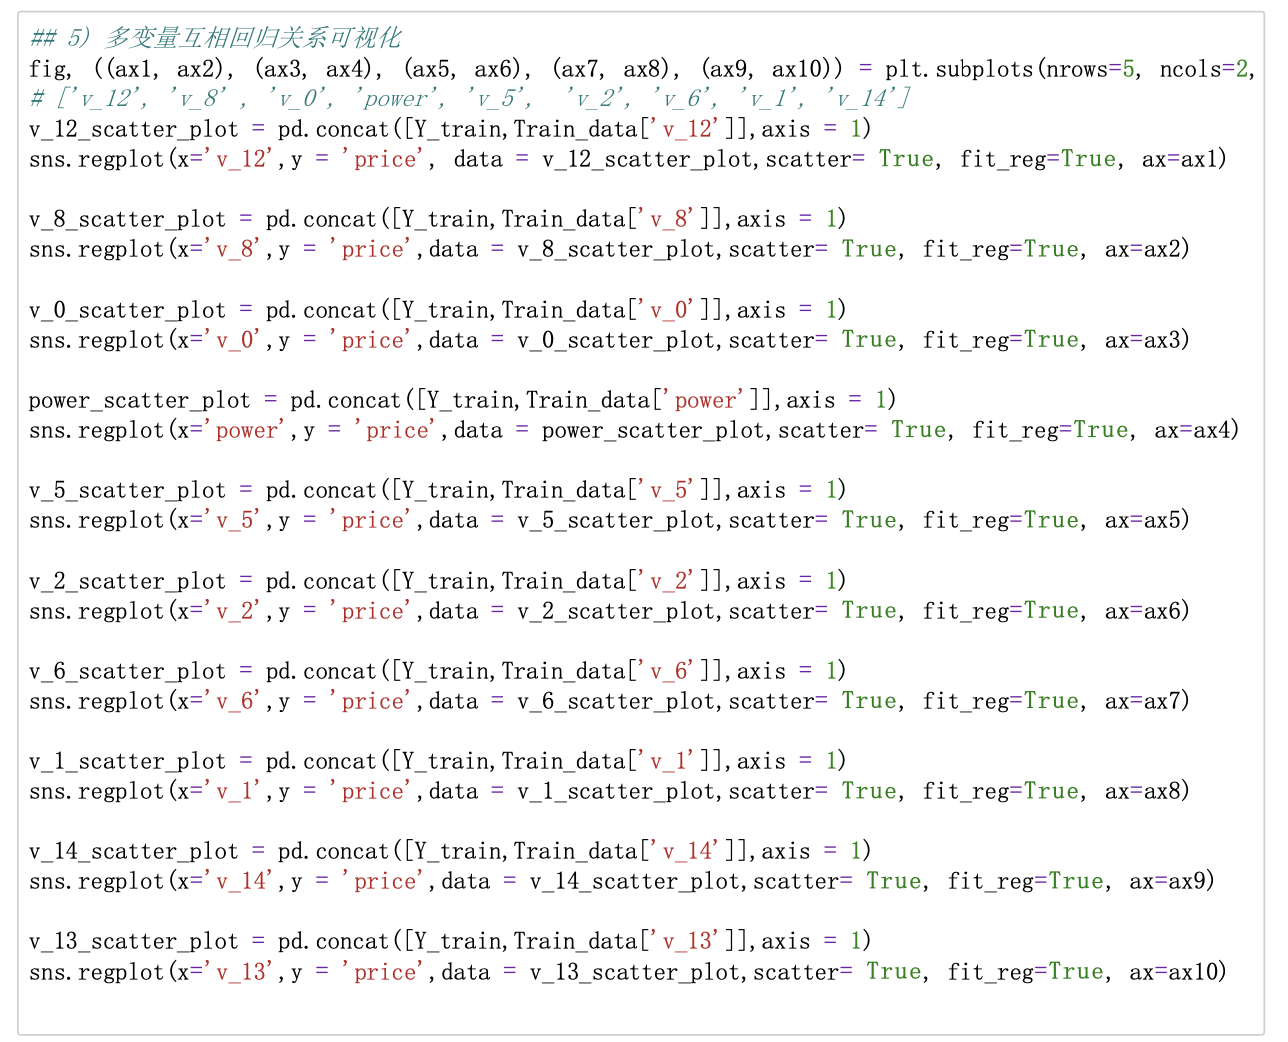 ## 5) 多变量互相回归关系可视化
fig, ((ax1, ax2), (ax3, ax4), (ax5, ax6), (ax7, ax8), (ax9, ax10)) = plt.subplots(nrows=5, ncols=2,
# ['v_12', 'v_8' , 'v_0', 'power', 'v_5',  'v_2', 'v_6', 'v_1', 'v_14']
v_12_scatter_plot = pd.concat([Y_train,Train_data['v_12']],axis = 1)
sns.regplot(x='v_12',y = 'price', data = v_12_scatter_plot,scatter= True, fit_reg=True, ax=ax1)

v_8_scatter_plot = pd.concat([Y_train,Train_data['v_8']],axis = 1)
sns.regplot(x='v_8',y = 'price',data = v_8_scatter_plot,scatter= True, fit_reg=True, ax=ax2)

v_0_scatter_plot = pd.concat([Y_train,Train_data['v_0']],axis = 1)
sns.regplot(x='v_0',y = 'price',data = v_0_scatter_plot,scatter= True, fit_reg=True, ax=ax3)

power_scatter_plot = pd.concat([Y_train,Train_data['power']],axis = 1)
sns.regplot(x='power',y = 'price',data = power_scatter_plot,scatter= True, fit_reg=True, ax=ax4)

v_5_scatter_plot = pd.concat([Y_train,Train_data['v_5']],axis = 1)
sns.regplot(x='v_5',y = 'price',data = v_5_scatter_plot,scatter= True, fit_reg=True, ax=ax5)

v_2_scatter_plot = pd.concat([Y_train,Train_data['v_2']],axis = 1)
sns.regplot(x='v_2',y = 'price',data = v_2_scatter_plot,scatter= True, fit_reg=True, ax=ax6)

v_6_scatter_plot = pd.concat([Y_train,Train_data['v_6']],axis = 1)
sns.regplot(x='v_6',y = 'price',data = v_6_scatter_plot,scatter= True, fit_reg=True, ax=ax7)

v_1_scatter_plot = pd.concat([Y_train,Train_data['v_1']],axis = 1)
sns.regplot(x='v_1',y = 'price',data = v_1_scatter_plot,scatter= True, fit_reg=True, ax=ax8)

v_14_scatter_plot = pd.concat([Y_train,Train_data['v_14']],axis = 1)
sns.regplot(x='v_14',y = 'price',data = v_14_scatter_plot,scatter= True, fit_reg=True, ax=ax9)

v_13_scatter_plot = pd.concat([Y_train,Train_data['v_13']],axis = 1)
sns.regplot(x='v_13',y = 'price',data = v_13_scatter_plot,scatter= True, fit_reg=True, ax=ax10)